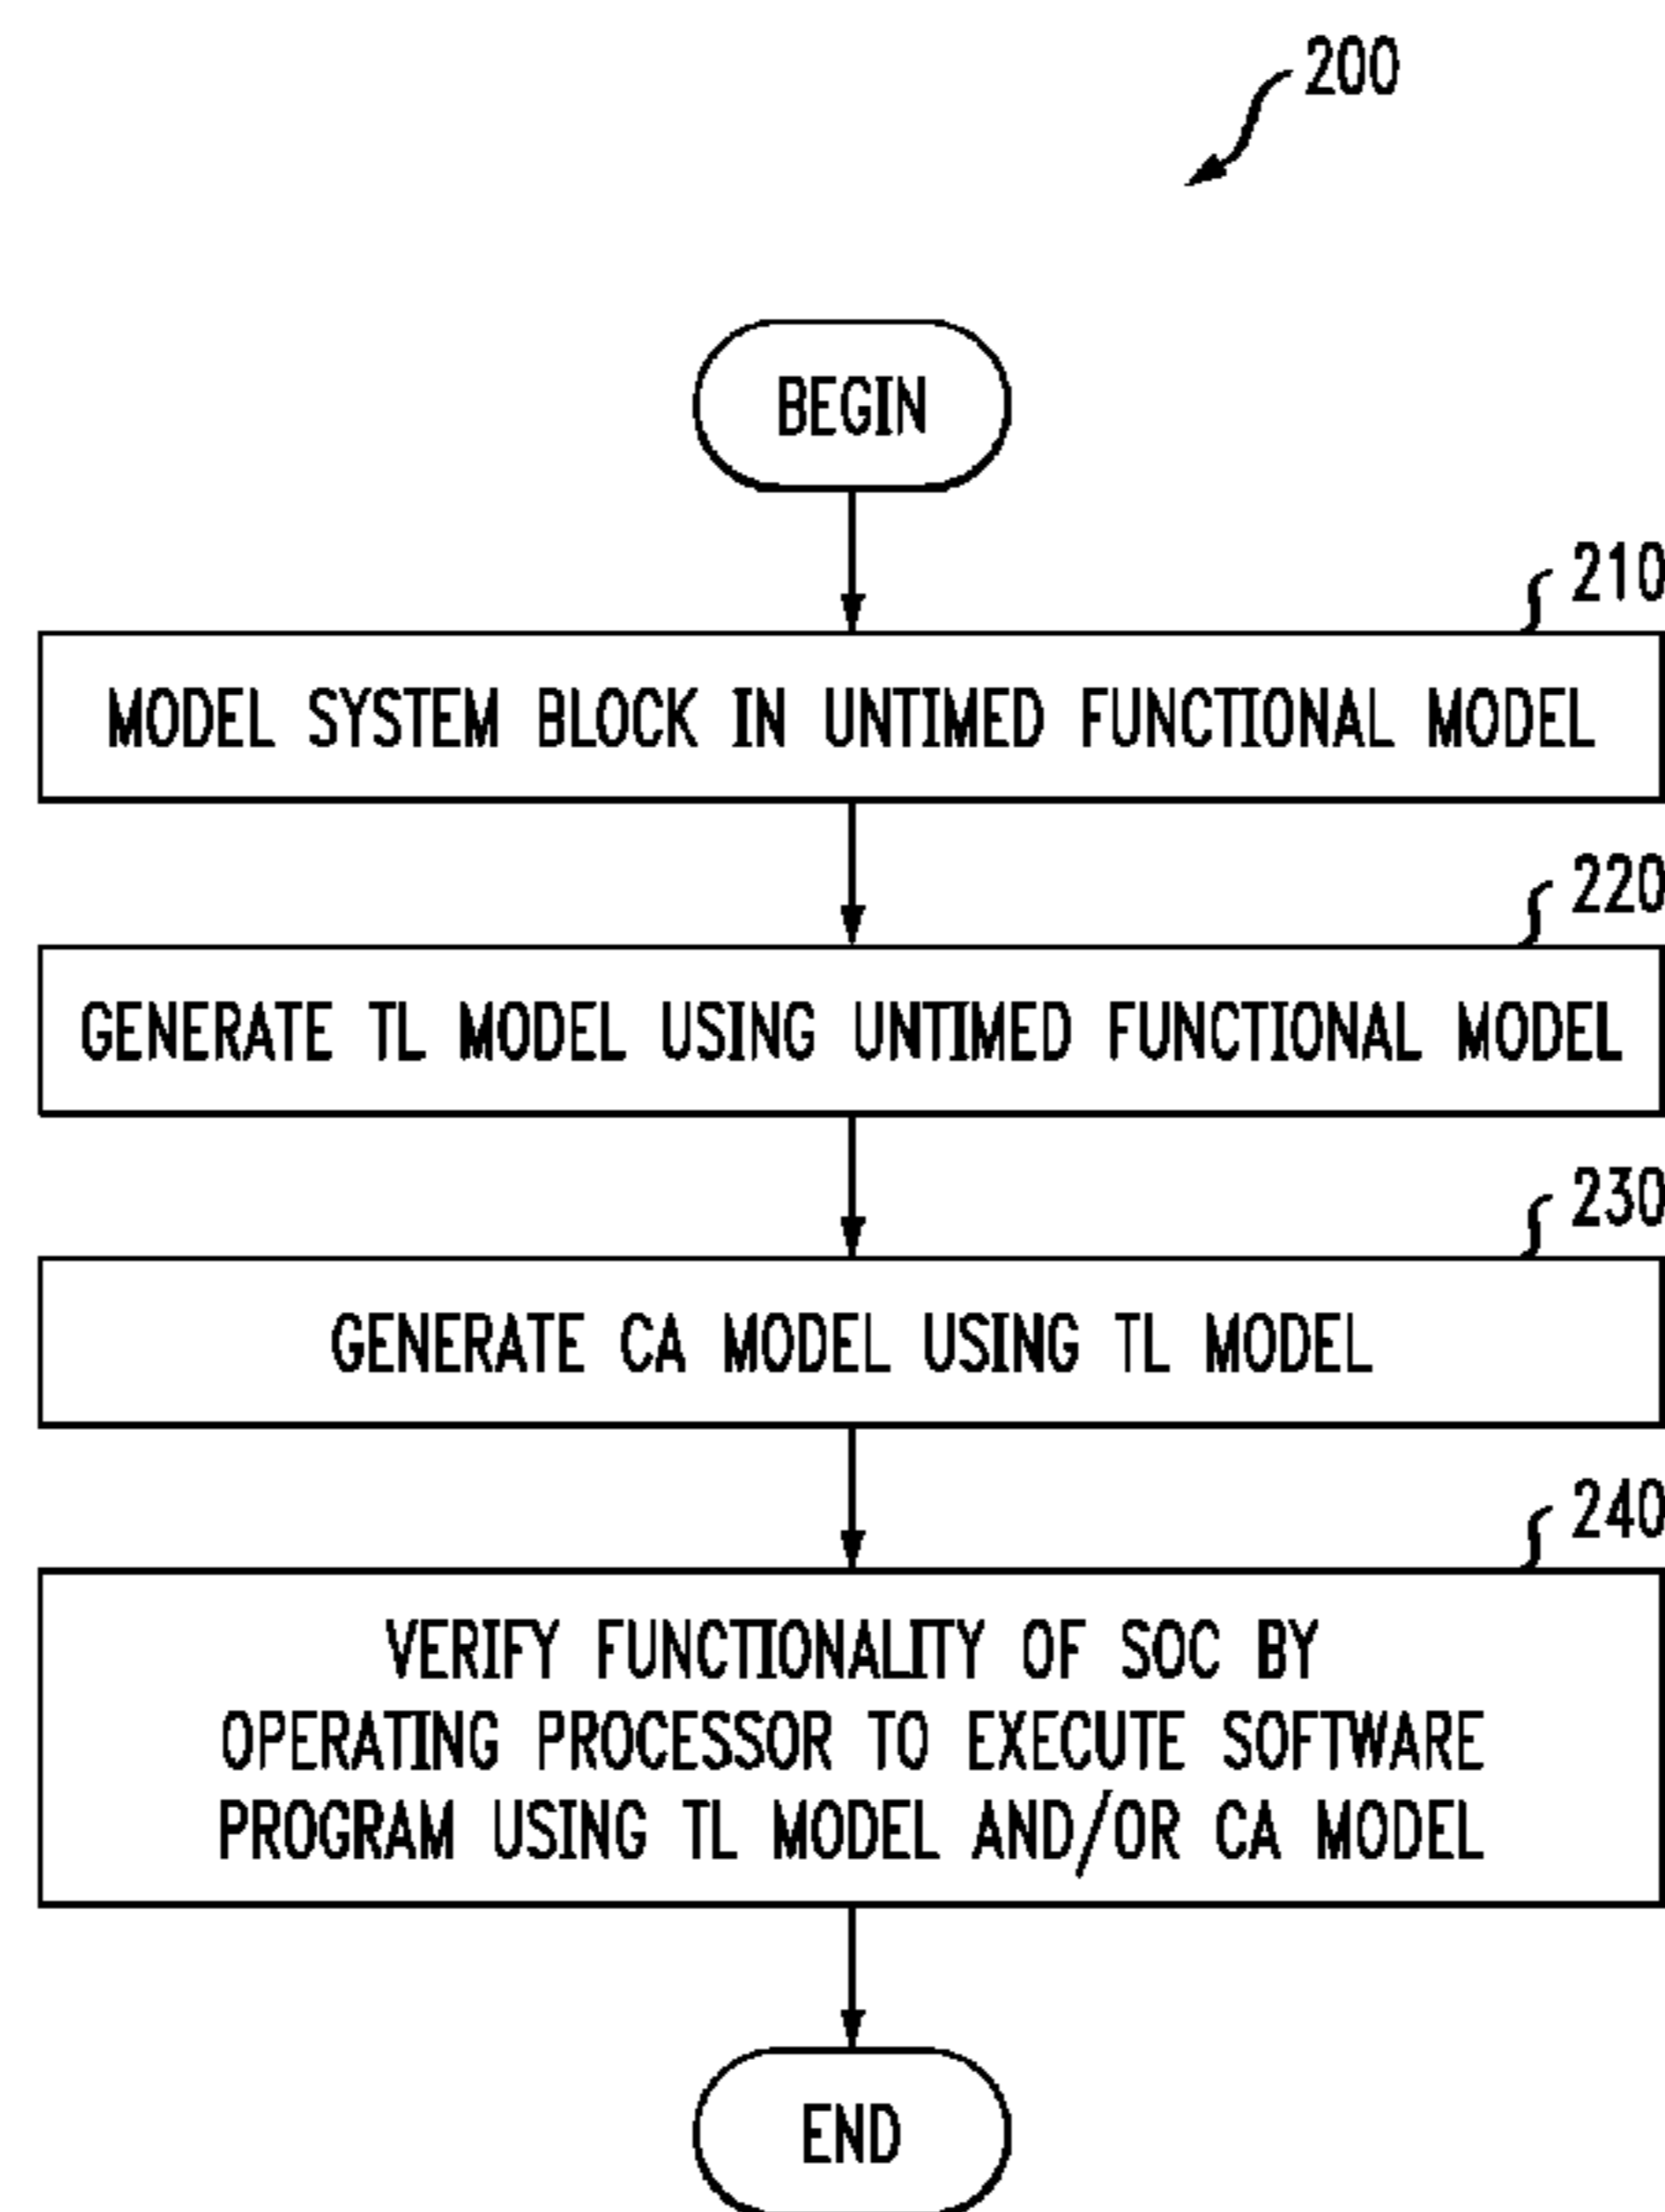 200
BEGIN
210
MODEL SYSTEM BLOCK IN UNTIMED FUNCTIONAL MODEL
220
GENERATE TL MODEL USING UNTIMED FUNCTIONAL MODEL
230
GENERATE CA MODEL USING TL MODEL
240
VERIFY FUNCTIONALITY OF SOC BY
OPERATING PROCESSOR TO EXECUTE SOFTWARE
PROGRAM USING TL MODEL AND/OR CA MODEL
END